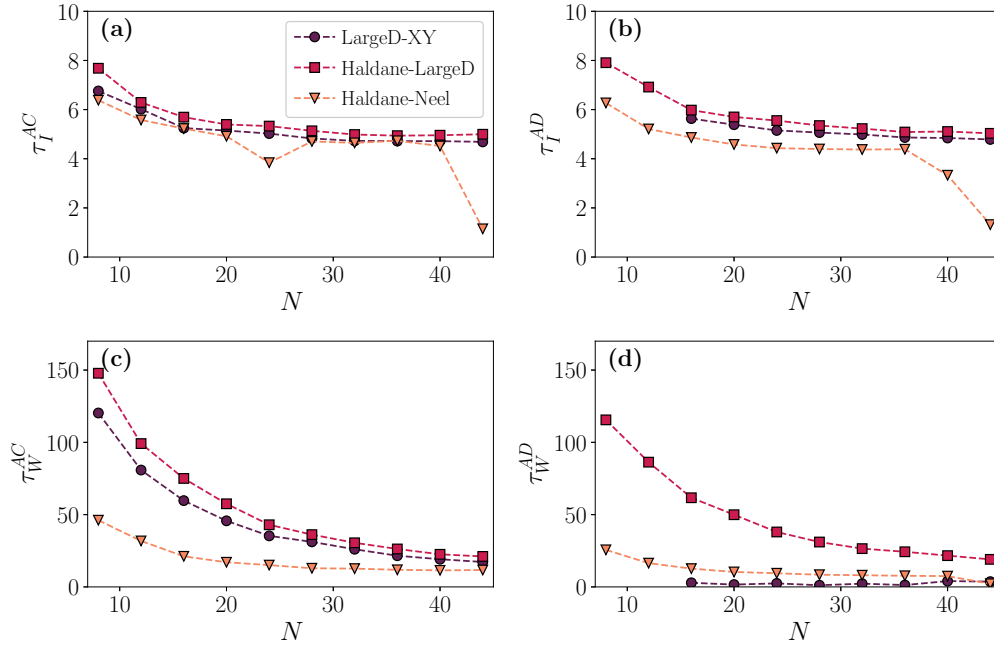 (a)
10
8
6
4
2
0
10
20
30
40
N
τ_I^{AC}
LargeD-XY
Haldane-LargeD
Haldane-Neel
(b)
10
8
6
4
2
0
10
20
30
40
N
τ_I^{AD}
(c)
150
100
50
0
10
20
30
40
N
τ_W^{AC}
(d)
150
100
50
0
10
20
30
40
N
τ_W^{AD}